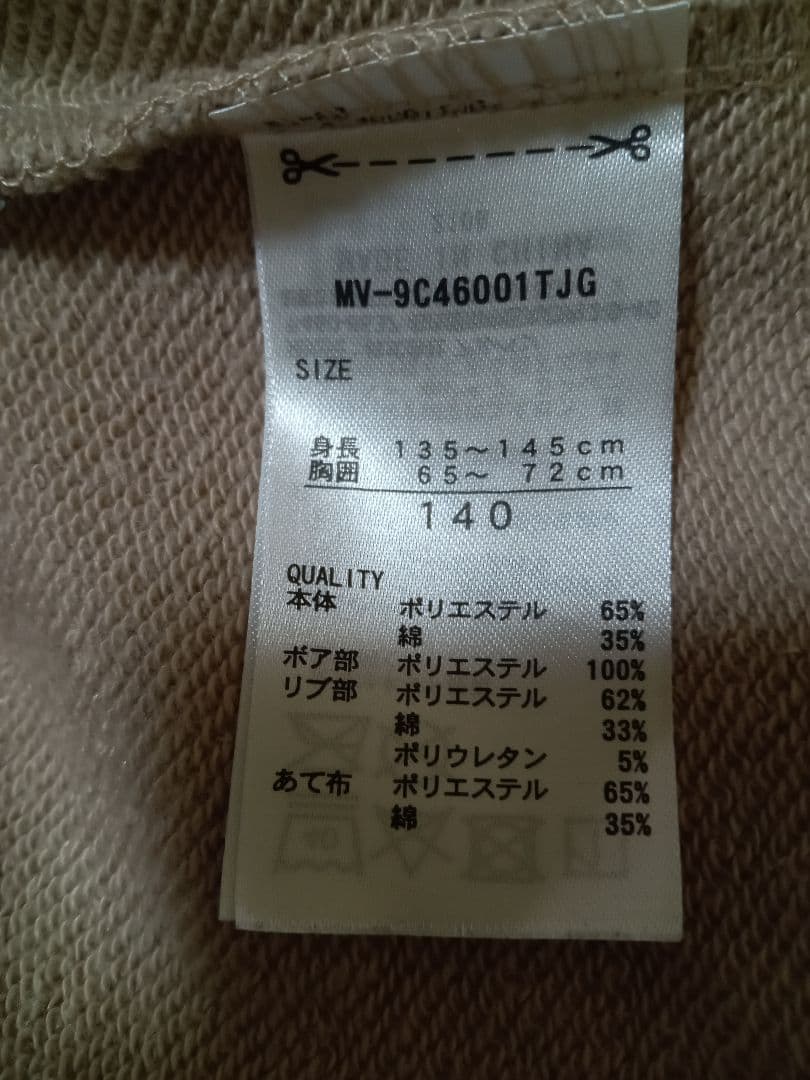 MV-9C46001TJG
SIZE
身長 135～145cm
胸囲 65～ 72cm
140
QUALITY
本体 ポリエステル 65%
綿 35%
ボア部 ポリエステル 100%
リブ部 ポリエステル 62%
綿 33%
ポリウレタン 5%
あて布 ポリエステル 65%
綿 35%